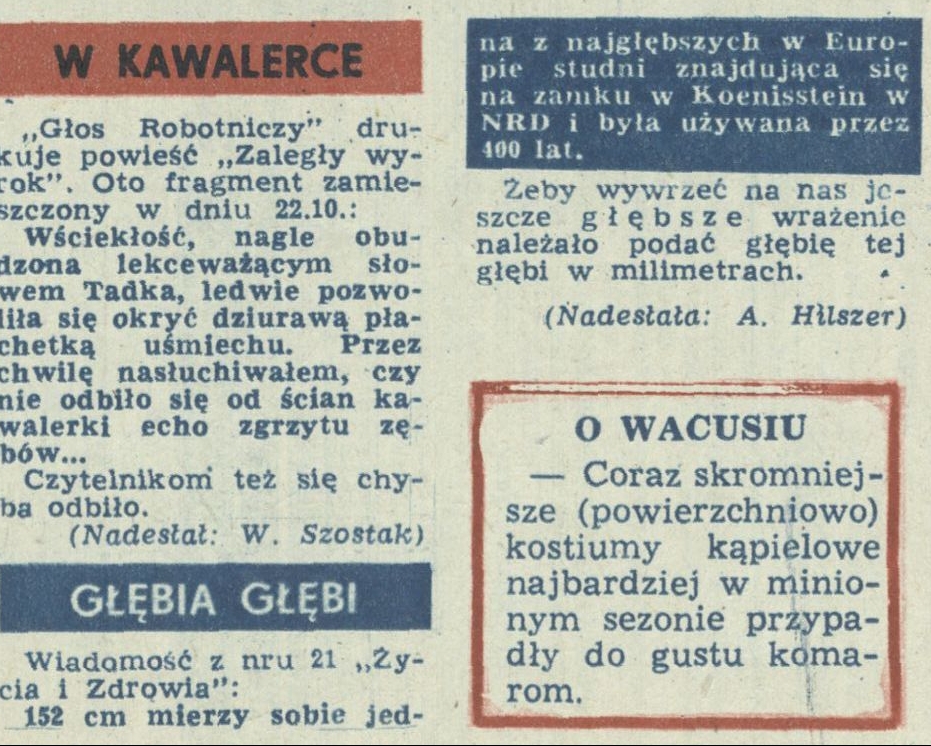 W KAWALERCE
„Głos Robotniczy” dru-
kuje powieść „Zaległy wy-
rok”. Oto fragment zamie-
szczony w dniu 22.10.:
Wściekłość, nagle obu-
dzona lekceważącym sło-
wem Tadka, ledwie pozwo-
liła się okryć dziurawą pła-
chetką uśmiechu. Przez
chwilę nasłuchiwałem, czy
nie odbiło się od ścian ka-
walerki echo zgrzytu zę-
bów...
Czytelnikom też się chy-
ba odbiło.
(Nadesłał: W. Szostak)
GŁĘBIA GŁĘBI
Wiadomość z nru 21 „Ży-
cia i Zdrowia”:
152 cm mierzy sobie jed-
na z najgłębszych w Euro-
pie studni znajdująca się
na zamku w Koenisstein w
NRD i była używana przez
400 lat.
Żeby wywrzeć na nas je-
szcze głębsze wrażenie
należało podać głębię tej
głębi w milimetrach.
(Nadesłała: A. Hilszer)
O WACUSIU
— Coraz skromniej-
sze (powierzchniowo)
kostiumy kąpielowe
najbardziej w minio-
nym sezonie przypa-
dły do gustu koma-
rom.